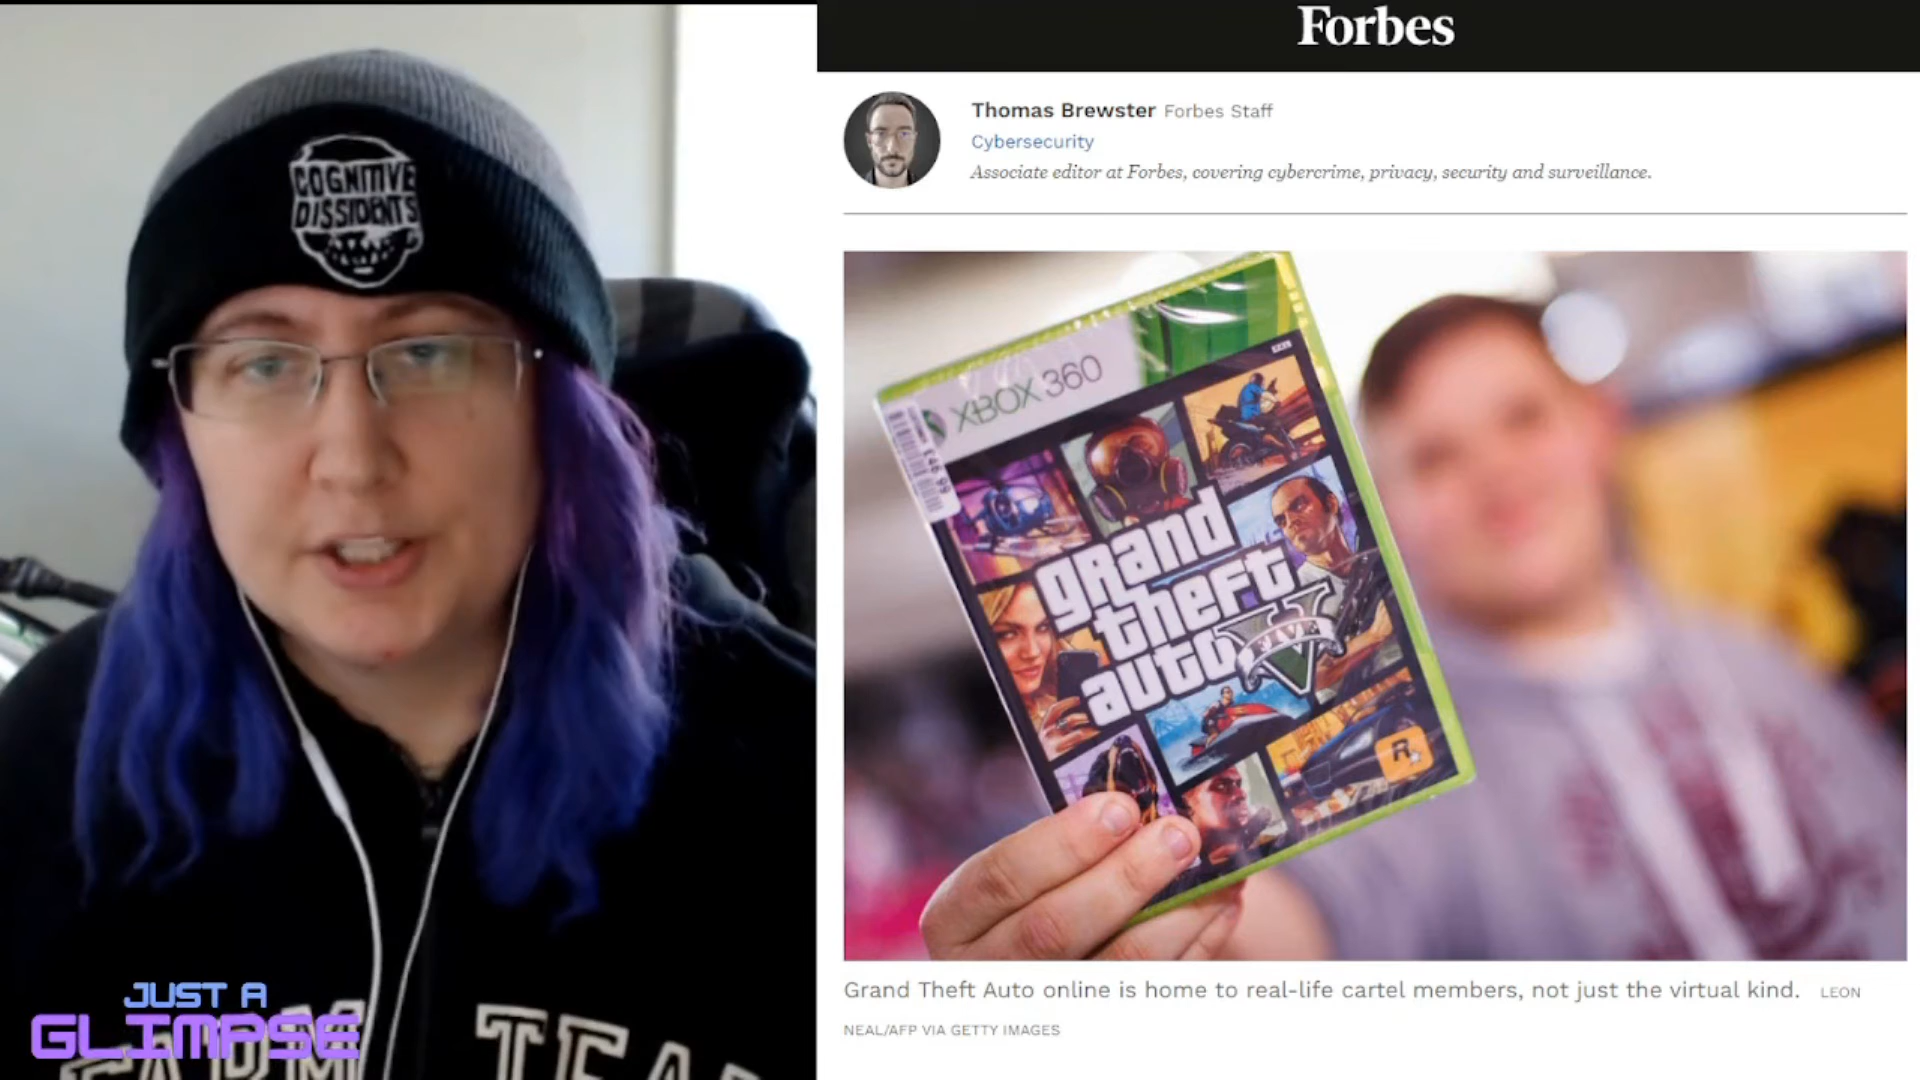 COGNITIVE
DISSIDENTS
JUST A
GLIMPSE
FARM TEAM
Forbes
Thomas Brewster Forbes Staff
Cybersecurity
Associate editor at Forbes, covering cybercrime, privacy, security and surveillance.
XBOX 360
grand
theft
auto V
FIVE
R
Grand Theft Auto online is home to real-life cartel members, not just the virtual kind. LEON
NEAL/AFP VIA GETTY IMAGES